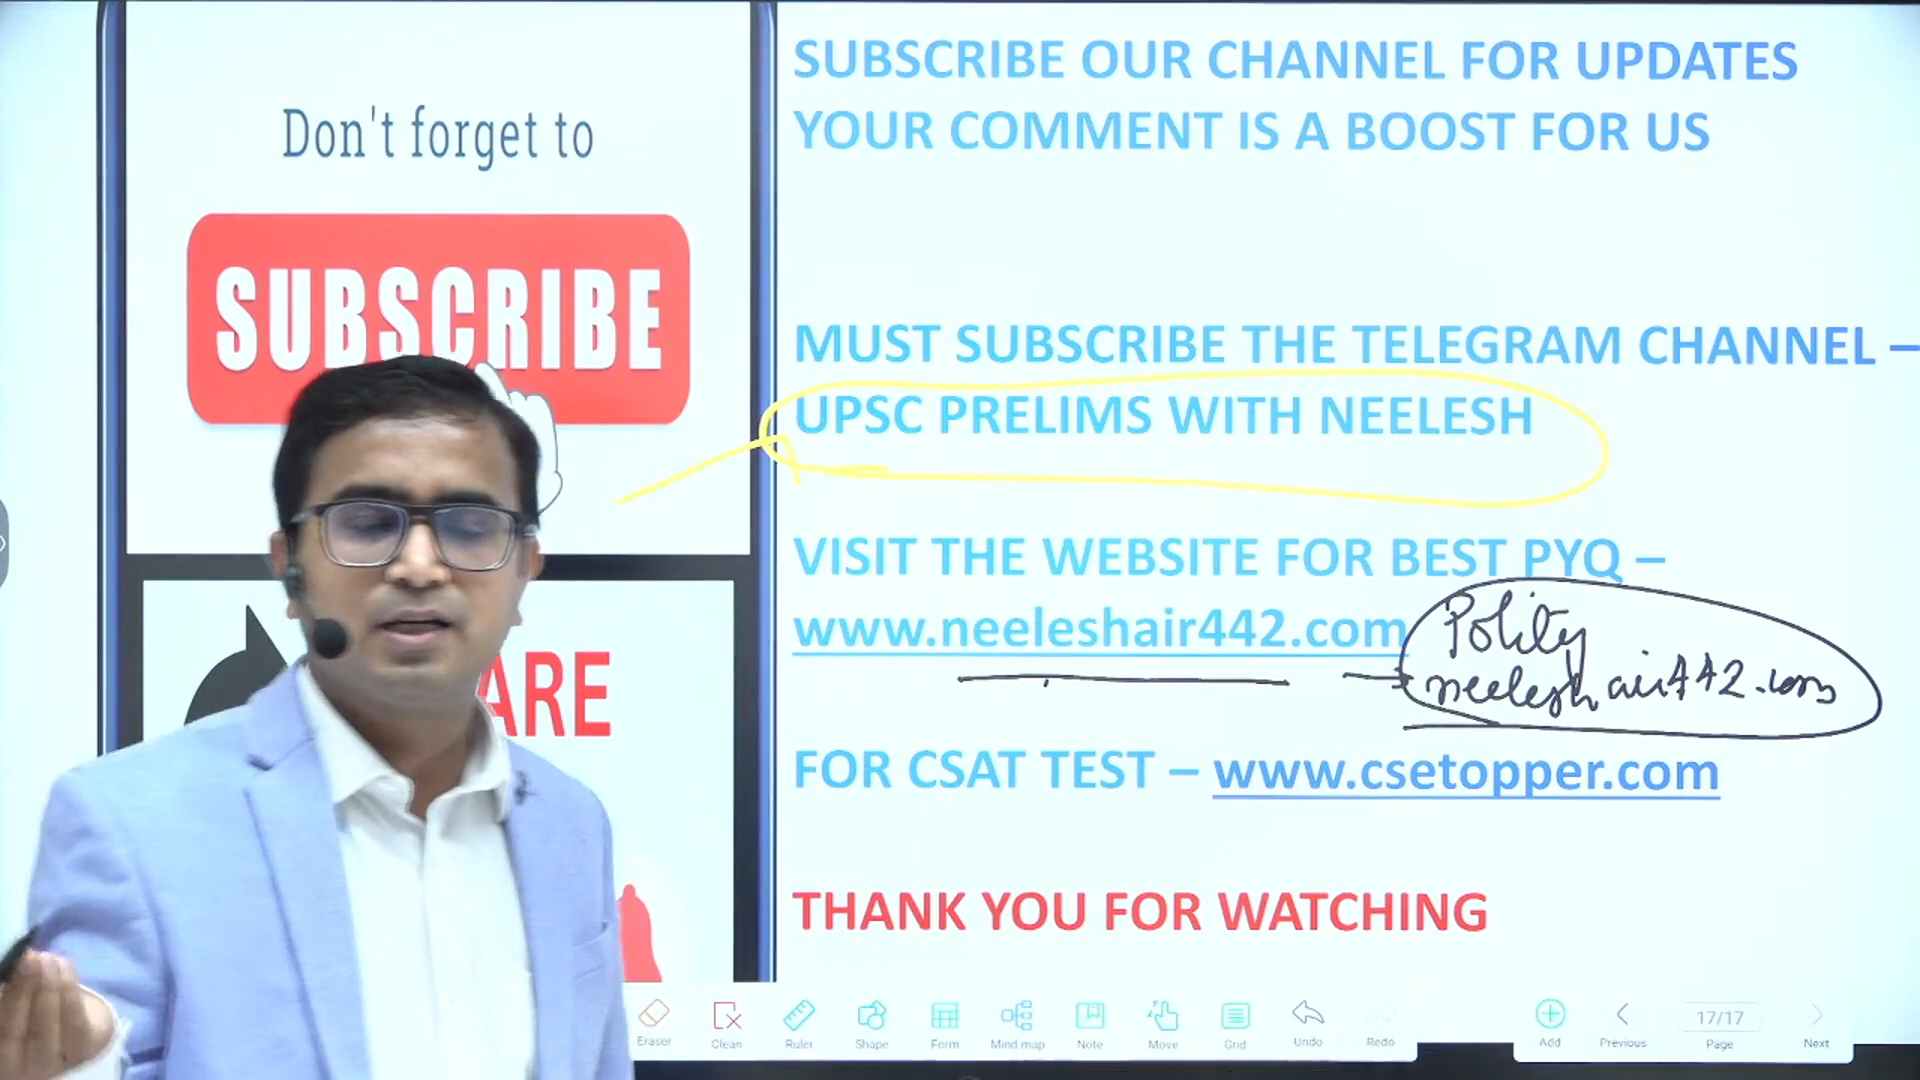 Don't forget to
SUBSCRIBE
ARE
SUBSCRIBE OUR CHANNEL FOR UPDATES
YOUR COMMENT IS A BOOST FOR US
MUST SUBSCRIBE THE TELEGRAM CHANNEL –
UPSC PRELIMS WITH NEELESH
VISIT THE WEBSITE FOR BEST PYQ –
www.neeleshair442.com
Polity
neeleshair442.com
FOR CSAT TEST – www.csetopper.com
THANK YOU FOR WATCHING
Eraser Clean Ruler Shape Form Mind map Note Move Grid Undo Redo
Add Previous 17/17 Page Next